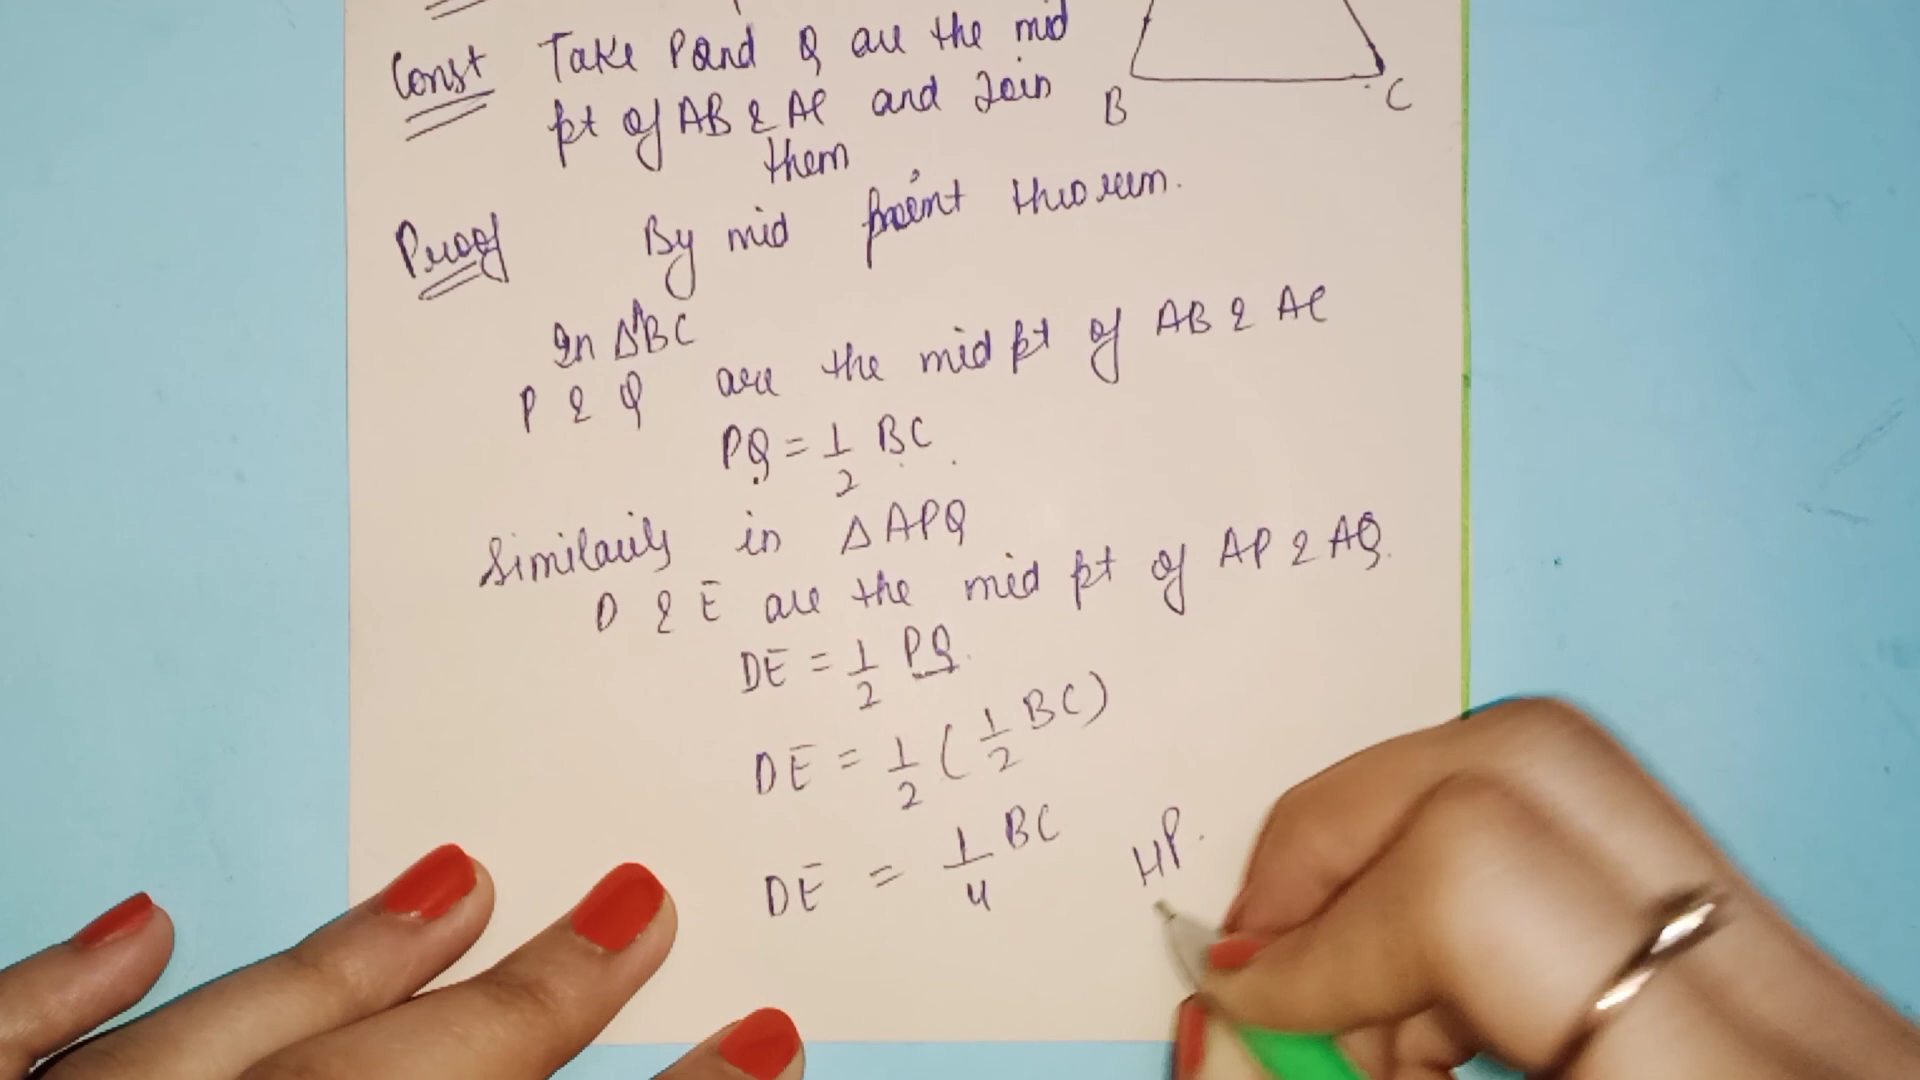 Const Take P and Q are the mid
pt of AB & AC and Join
them
B
C
Proof By mid point theorem.
In ΔABC
P & Q are the mid pt of AB & AC
PQ = 1/2 BC
Similarily in ΔAPQ
D & E are the mid pt of AP & AQ.
DE = 1/2 PQ.
DE = 1/2 (1/2 BC)
DE = 1/4 BC HP.